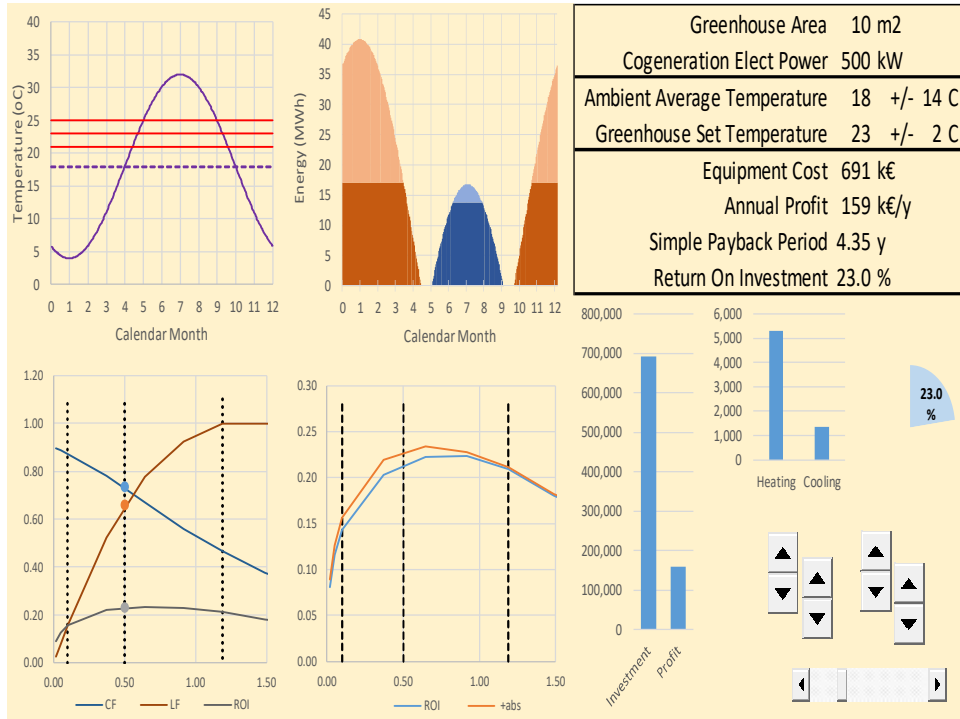 40
35
30
25
20
15
10
5
0
Temperature (oC)
0 1 2 3 4 5 6 7 8 9 10 11 12
Calendar Month
45
40
35
30
25
20
15
10
5
0
Energy (MWh)
0 1 2 3 4 5 6 7 8 9 10 11 12
Calendar Month
Greenhouse Area 10 m2
Cogeneration Elect Power 500 kW
Ambient Average Temperature 18 +/- 14 C
Greenhouse Set Temperature 23 +/- 2 C
Equipment Cost 691 k€
Annual Profit 159 k€/y
Simple Payback Period 4.35 y
Return On Investment 23.0 %
1.20
1.00
0.80
0.60
0.40
0.20
0.00
0.00 0.50 1.00 1.50
CF LF ROI
0.30
0.25
0.20
0.15
0.10
0.05
0.00
0.00 0.50 1.00 1.50
ROI +abs
800,000
700,000
600,000
500,000
400,000
300,000
200,000
100,000
0
Investment Profit
6,000
5,000
4,000
3,000
2,000
1,000
0
Heating Cooling
23.0
%